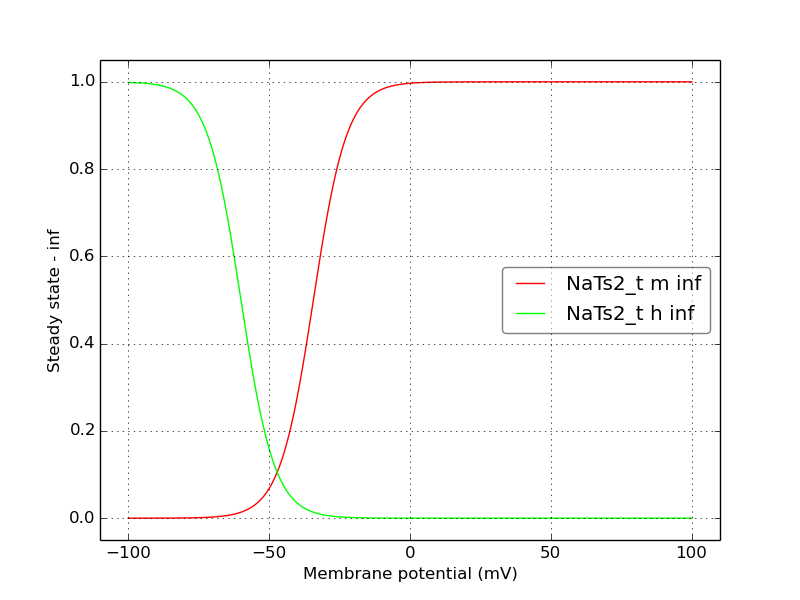 1.0
0.8
0.6
0.4
0.2
0.0
Steady state - inf
NaTs2_t m inf
NaTs2_t h inf
−100 −50 0 50 100
Membrane potential (mV)